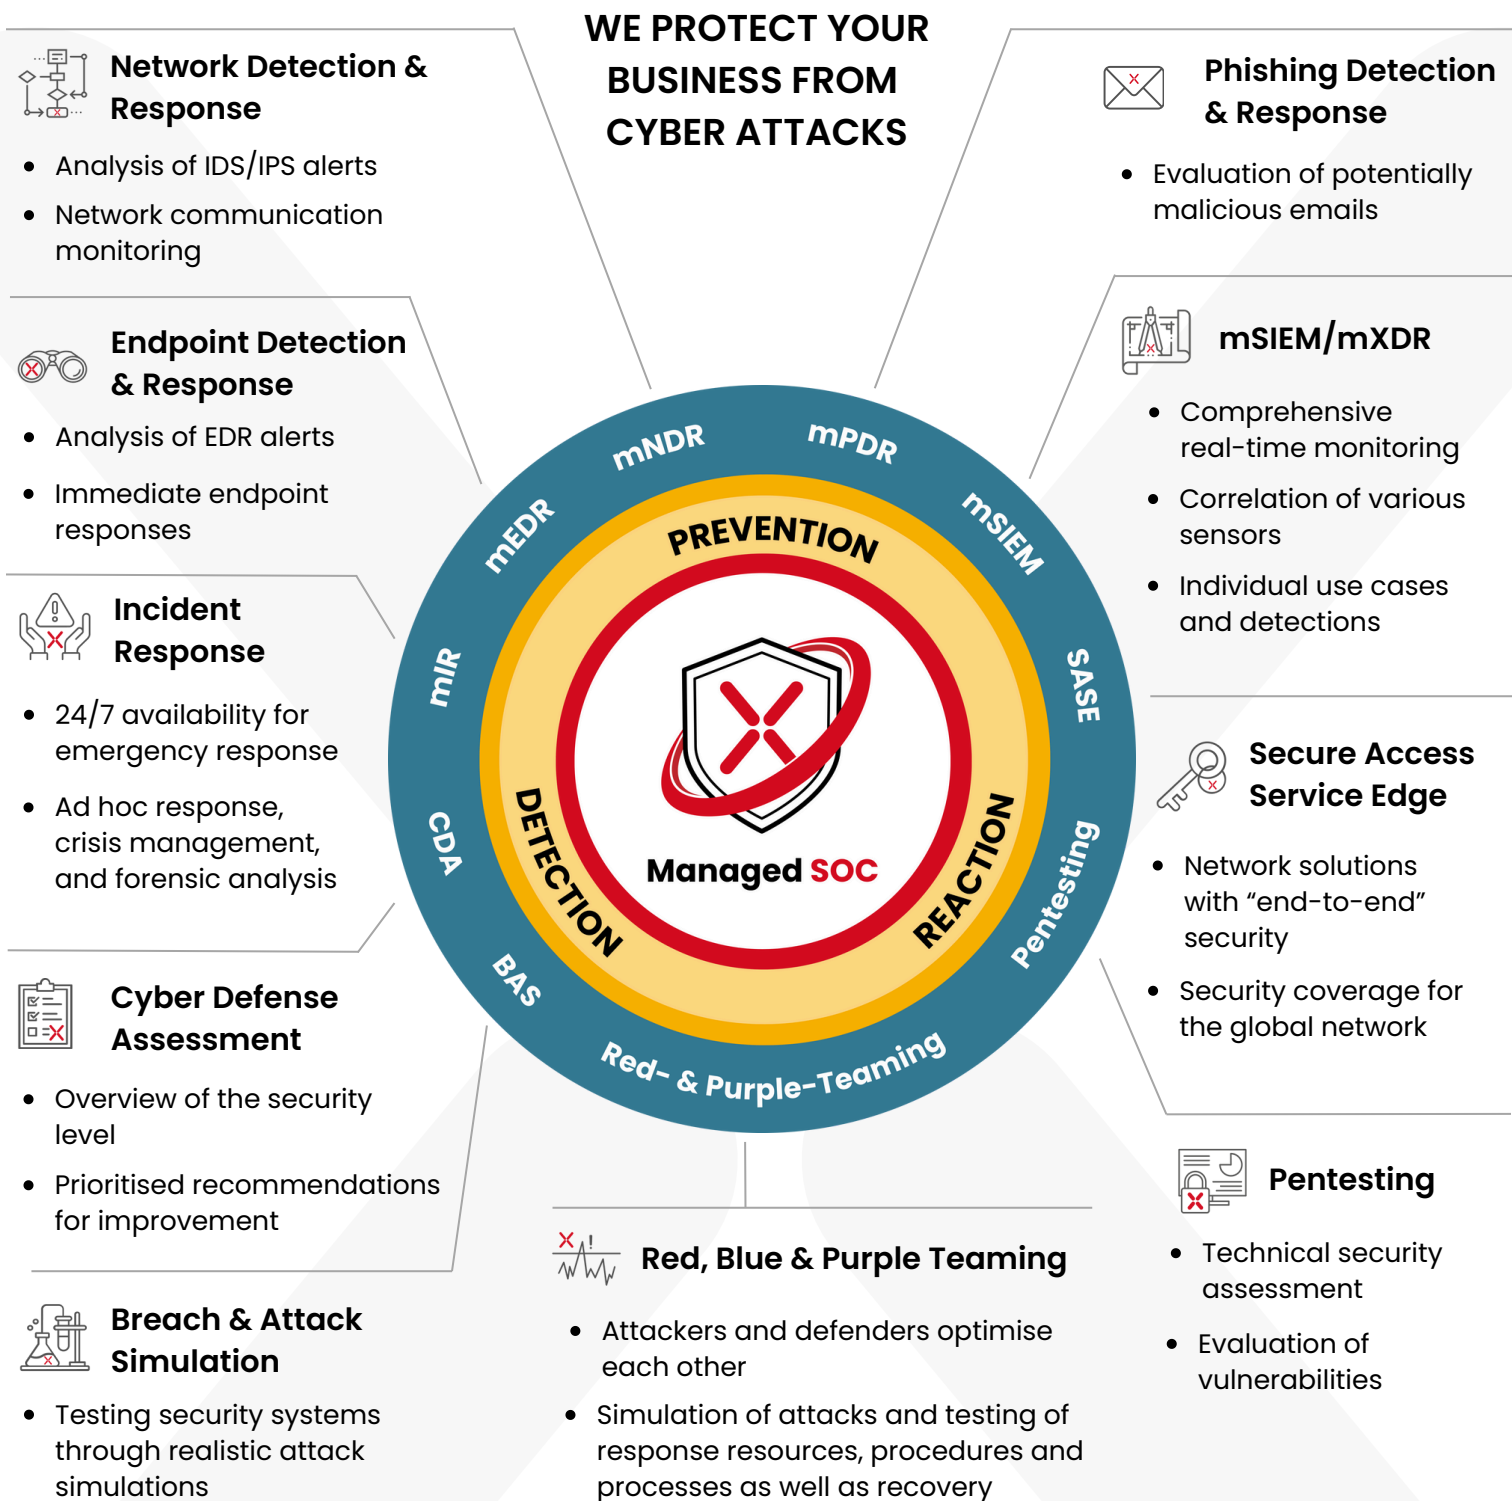 WE PROTECT YOUR
BUSINESS FROM
CYBER ATTACKS
Network Detection &
Response
• Analysis of IDS/IPS alerts
• Network communication
monitoring
Endpoint Detection
& Response
• Analysis of EDR alerts
• Immediate endpoint
responses
Incident
Response
• 24/7 availability for
emergency response
• Ad hoc response,
crisis management,
and forensic analysis
Cyber Defense
Assessment
• Overview of the security
level
• Prioritised recommendations
for improvement
Breach & Attack
Simulation
• Testing security systems
through realistic attack
simulations
mNDR
mPDR
mEDR
mSIEM
mIR
SASE
CDA
Pentesting
BAS
Red- & Purple-Teaming
PREVENTION
DETECTION
REACTION
Managed SOC
Red, Blue & Purple Teaming
• Attackers and defenders optimise
each other
• Simulation of attacks and testing of
response resources, procedures and
processes as well as recovery
Phishing Detection
& Response
• Evaluation of potentially
malicious emails
mSIEM/mXDR
• Comprehensive
real-time monitoring
• Correlation of various
sensors
• Individual use cases
and detections
Secure Access
Service Edge
• Network solutions
with “end-to-end”
security
• Security coverage for
the global network
Pentesting
• Technical security
assessment
• Evaluation of
vulnerabilities